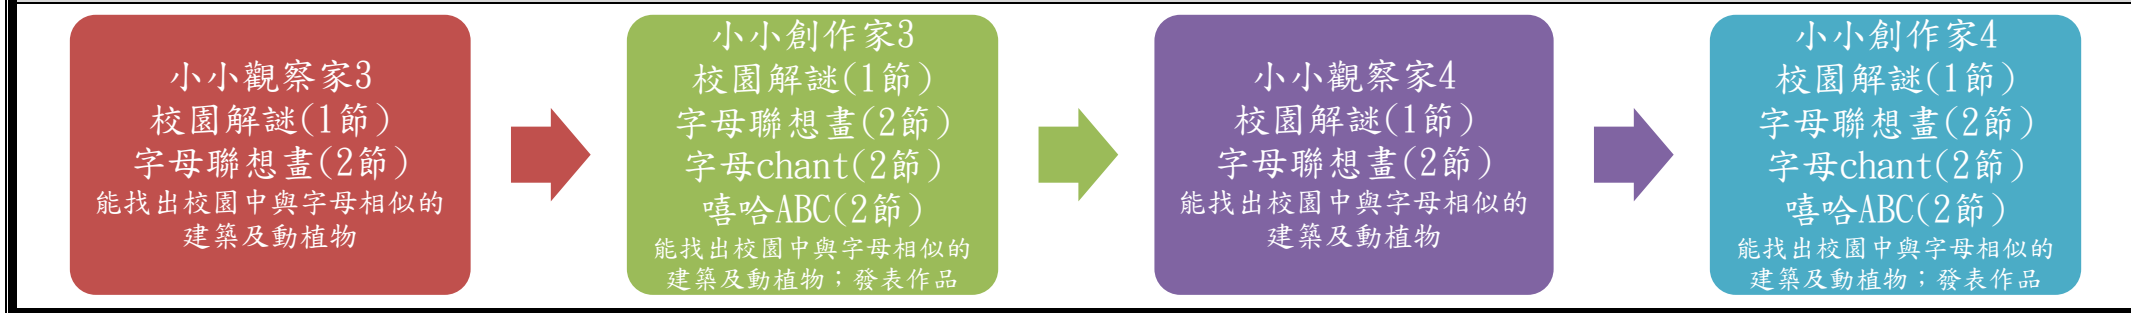 小小觀察家3
校園解謎(1節)
字母聯想畫(2節)
能找出校園中與字母相似的
建築及動植物
小小創作家3
校園解謎(1節)
字母聯想畫(2節)
字母chant(2節)
嘻哈ABC(2節)
能找出校園中與字母相似的
建築及動植物；發表作品
小小觀察家4
校園解謎(1節)
字母聯想畫(2節)
能找出校園中與字母相似的
建築及動植物
小小創作家4
校園解謎(1節)
字母聯想畫(2節)
字母chant(2節)
嘻哈ABC(2節)
能找出校園中與字母相似的
建築及動植物；發表作品